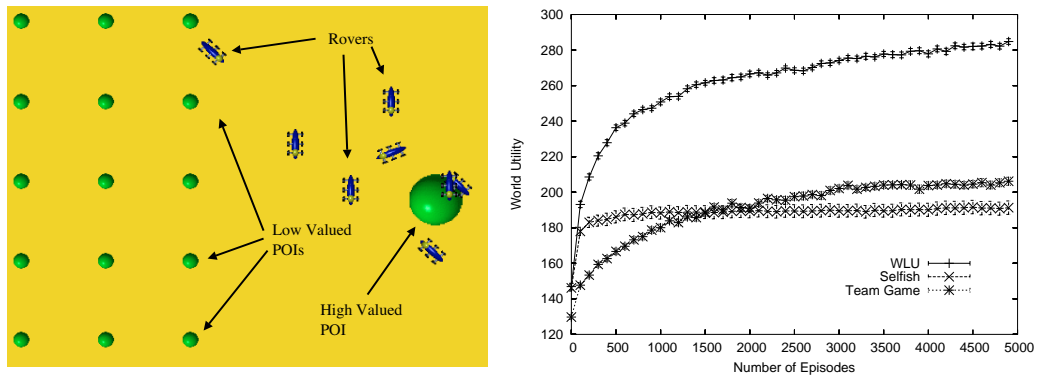 Rovers
Low Valued
POIs
High Valued
POI
World Utility
300
280
260
240
220
200
180
160
140
120
0 500 1000 1500 2000 2500 3000 3500 4000 4500 5000
Number of Episodes
WLU
Selfish
Team Game